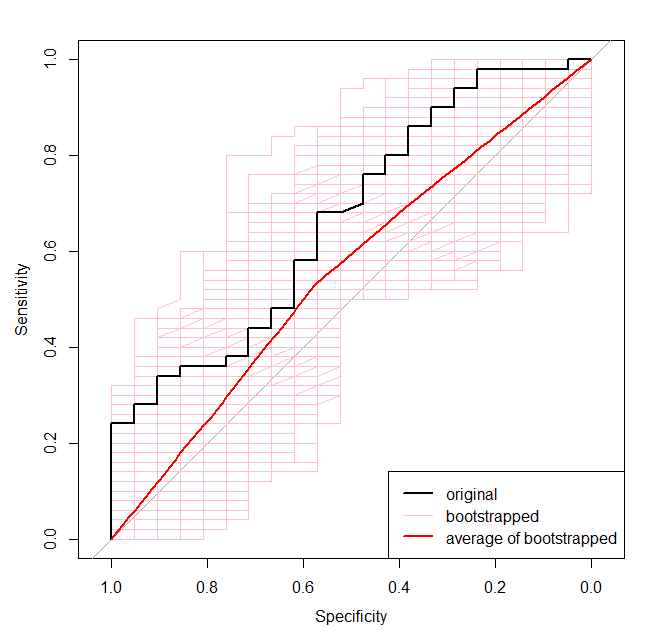 1.0
0.8
0.6
0.4
0.2
0.0
Sensitivity
original
bootstrapped
average of bootstrapped
1.0 0.8 0.6 0.4 0.2 0.0
Specificity